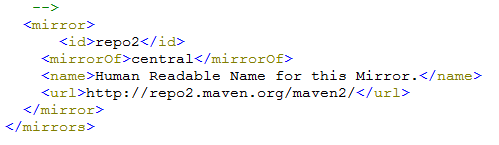 -->
<mirror>
<id>repo2</id>
<mirrorOf>central</mirrorOf>
<name>Human Readable Name for this Mirror.</name>
<url>http://repo2.maven.org/maven2/</url>
</mirror>
</mirrors>